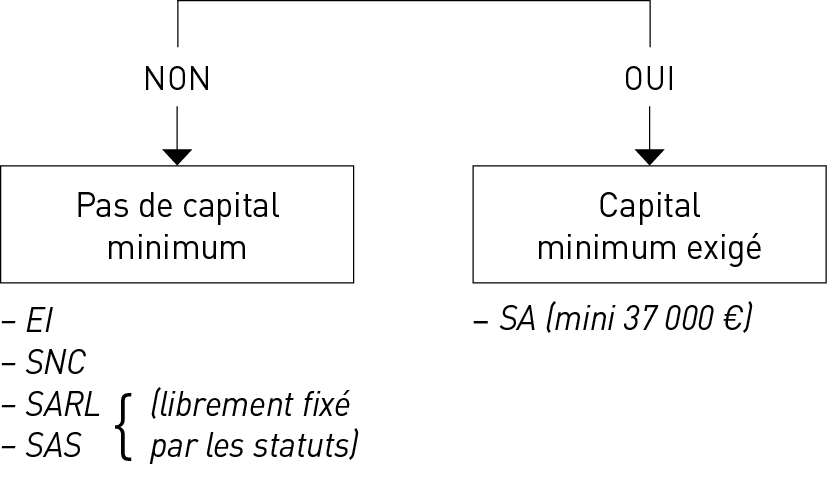 NON
OUI
Pas de capital
minimum
Capital
minimum exigé
– EI
– SNC
– SARL
– SAS
(librement fixé
par les statuts)
– SA (mini 37 000 €)